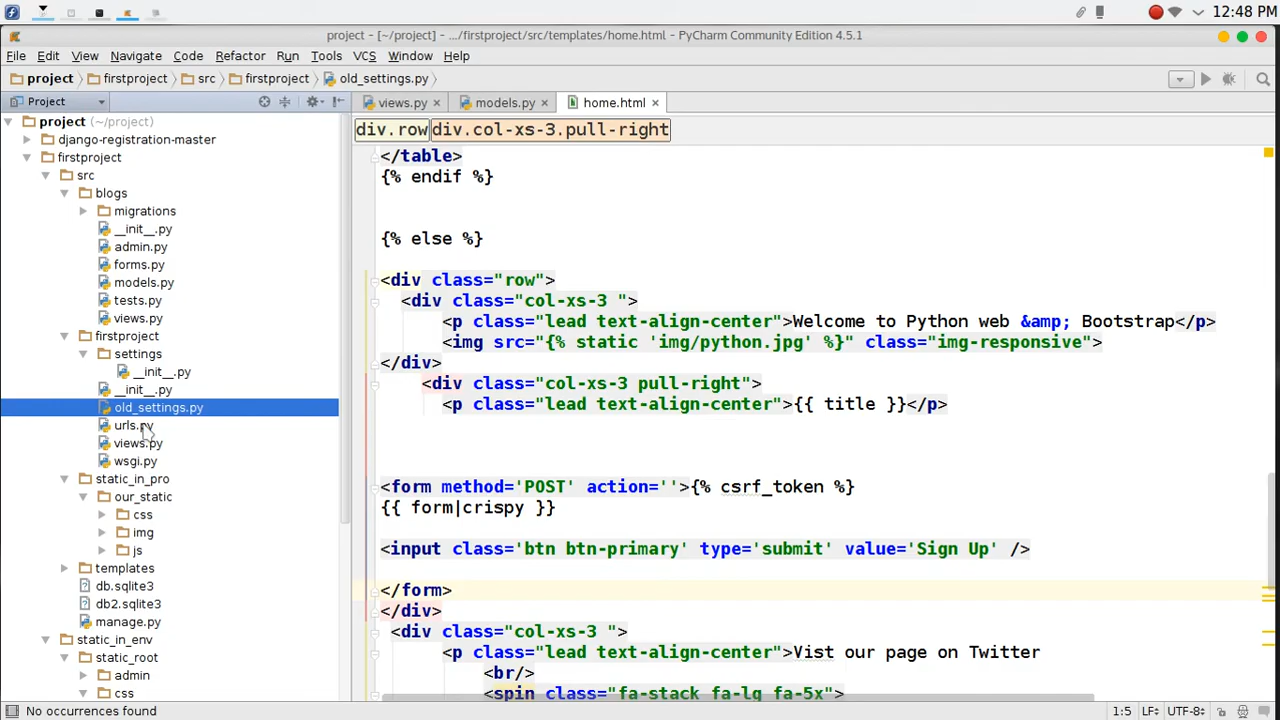 12:48 PM
project - [~/project] - .../firstproject/src/templates/home.html - PyCharm Community Edition 4.5.1
File Edit View Navigate Code Refactor Run Tools VCS Window Help
project firstproject src firstproject old_settings.py
Project
views.py models.py home.html
project (~/project)
django-registration-master
firstproject
src
blogs
migrations
__init__.py
admin.py
forms.py
models.py
tests.py
views.py
firstproject
settings
__init__.py
__init__.py
old_settings.py
urls.py
views.py
wsgi.py
static_in_pro
our_static
css
img
js
templates
db.sqlite3
db2.sqlite3
manage.py
static_in_env
static_root
admin
css
div.row div.col-xs-3.pull-right
</table>
{% endif %}
{% else %}
<div class="row">
<div class="col-xs-3 ">
<p class="lead text-align-center">Welcome to Python web &amp; Bootstrap</p>
<img src="{% static 'img/python.jpg' %}" class="img-responsive">
</div>
<div class="col-xs-3 pull-right">
<p class="lead text-align-center">{{ title }}</p>
<form method='POST' action=''>{% csrf_token %}
{{ form|crispy }}
<input class='btn btn-primary' type='submit' value='Sign Up' />
</form>
</div>
<div class="col-xs-3 ">
<p class="lead text-align-center">Vist our page on Twitter
<br/>
<spin class="fa-stack fa-lg fa-5x">
No occurrences found
1:5 LF UTF-8